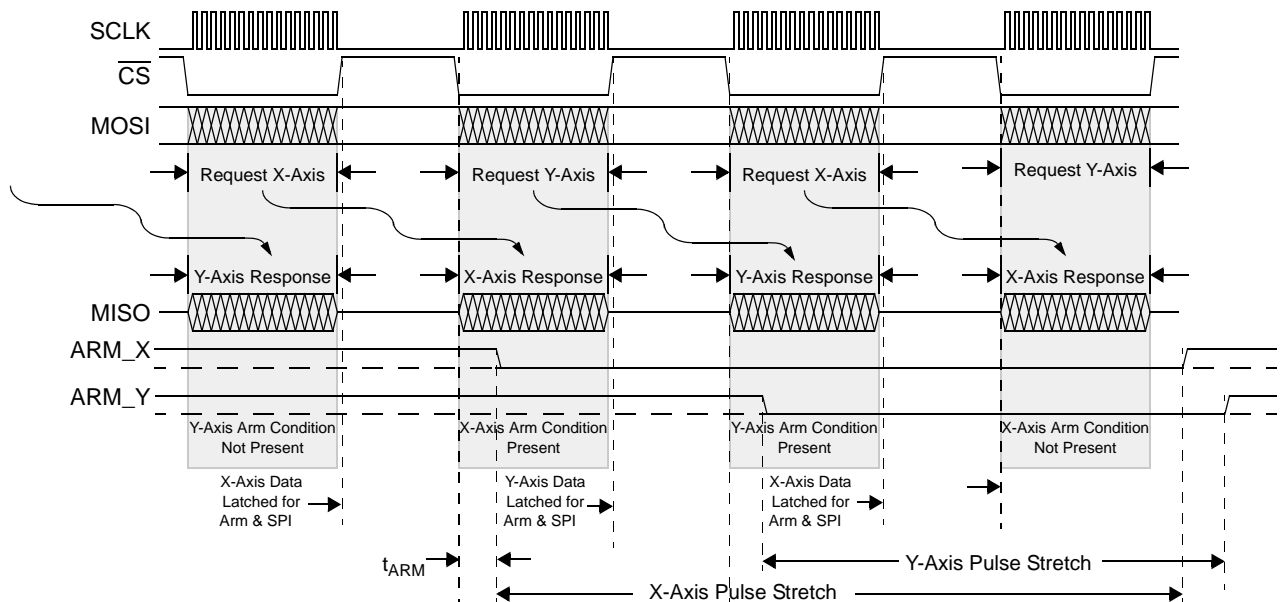 SCLK
CS
MOSI
Request X-Axis
Request Y-Axis
Request X-Axis
Request Y-Axis
Y-Axis Response
X-Axis Response
Y-Axis Response
X-Axis Response
MISO
ARM_X
ARM_Y
Y-Axis Arm Condition
Not Present
X-Axis Arm Condition
Present
Y-Axis Arm Condition
Present
X-Axis Arm Condition
Not Present
X-Axis Data
Latched for
Arm & SPI
Y-Axis Data
Latched for
Arm & SPI
X-Axis Data
Latched for
Arm & SPI
tARM
Y-Axis Pulse Stretch
X-Axis Pulse Stretch